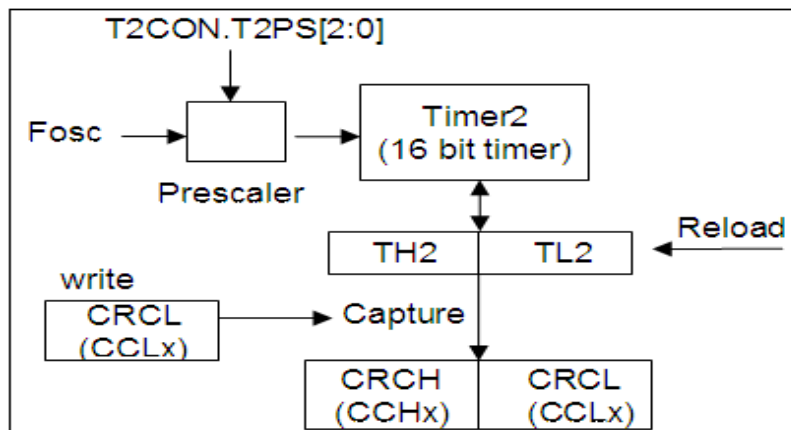 T2CON.T2PS[2:0]
Fosc
Prescaler
Timer2
(16 bit timer)
TH2
TL2
Reload
write
CRCL
(CCLx)
Capture
CRCH
(CCHx)
CRCL
(CCLx)